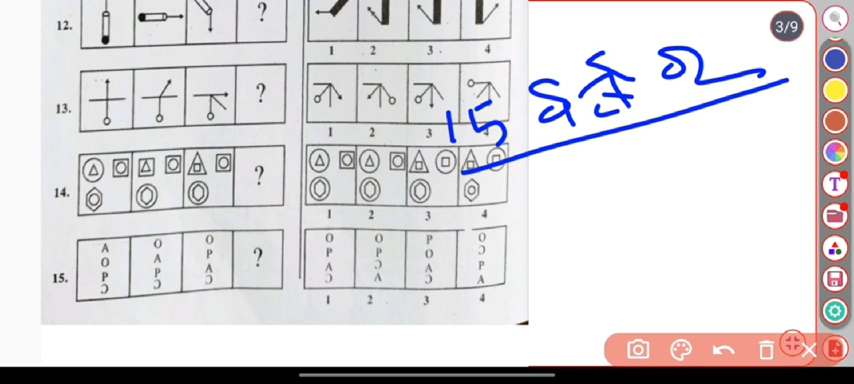 3/9
12.
?
1 2 3. 4
13.
?
1 2 3 4
15
14.
?
1 2 3 4
15.
A O P Ɔ
O A P Ɔ
O P A Ɔ
?
O P A Ɔ
O P Ɔ A
P O A Ɔ
O Ɔ P A
1 2 3 4
T